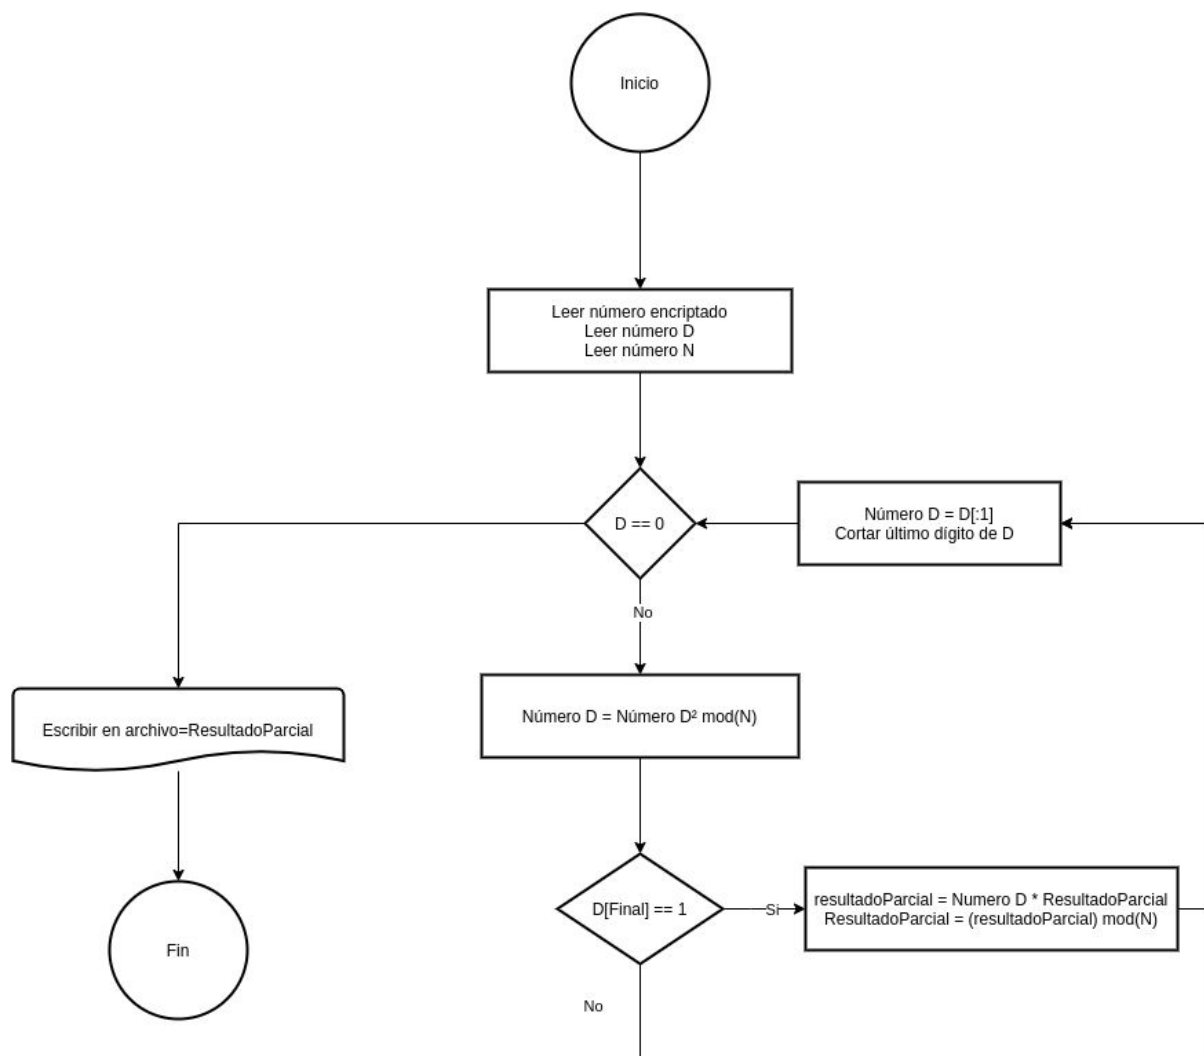 Inicio
Leer número encriptado
Leer número D
Leer número N
D == 0
Número D = D[:1]
Cortar último dígito de D
No
Escribir en archivo=ResultadoParcial
Número D = Número D² mod(N)
D[Final] == 1
Si
resultadoParcial = Numero D * ResultadoParcial
ResultadoParcial = (resultadoParcial) mod(N)
Fin
No